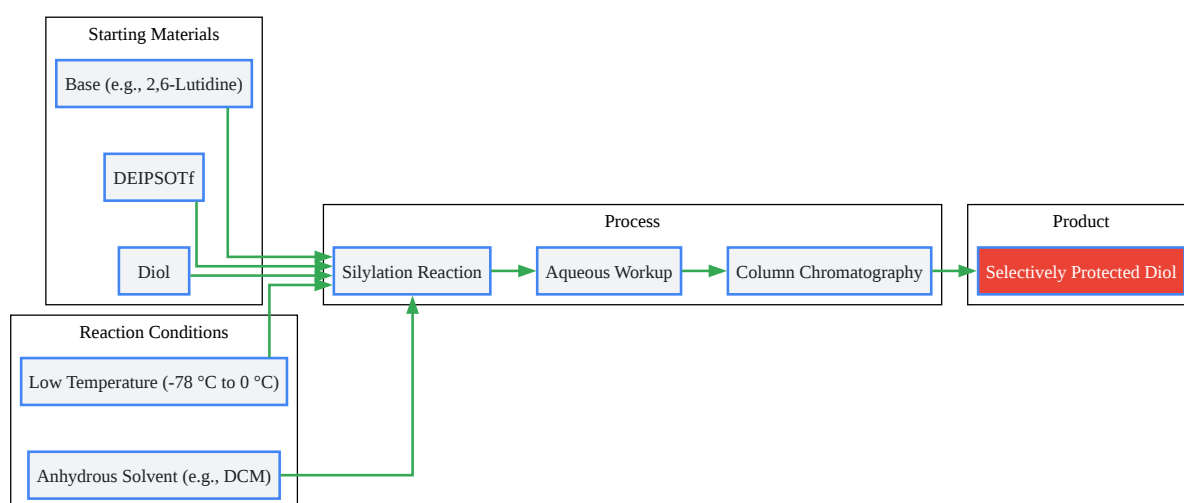 Starting Materials
Base (e.g., 2,6-Lutidine)
DEIPSOTf
Diol
Reaction Conditions
Low Temperature (-78 °C to 0 °C)
Anhydrous Solvent (e.g., DCM)
Process
Silylation Reaction
Aqueous Workup
Column Chromatography
Product
Selectively Protected Diol